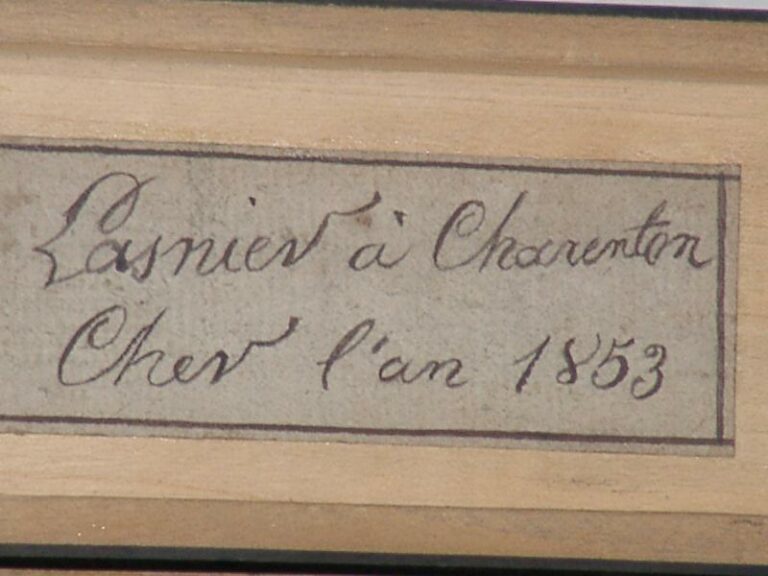 Lasnier à Charenton
Cher l'an 1853